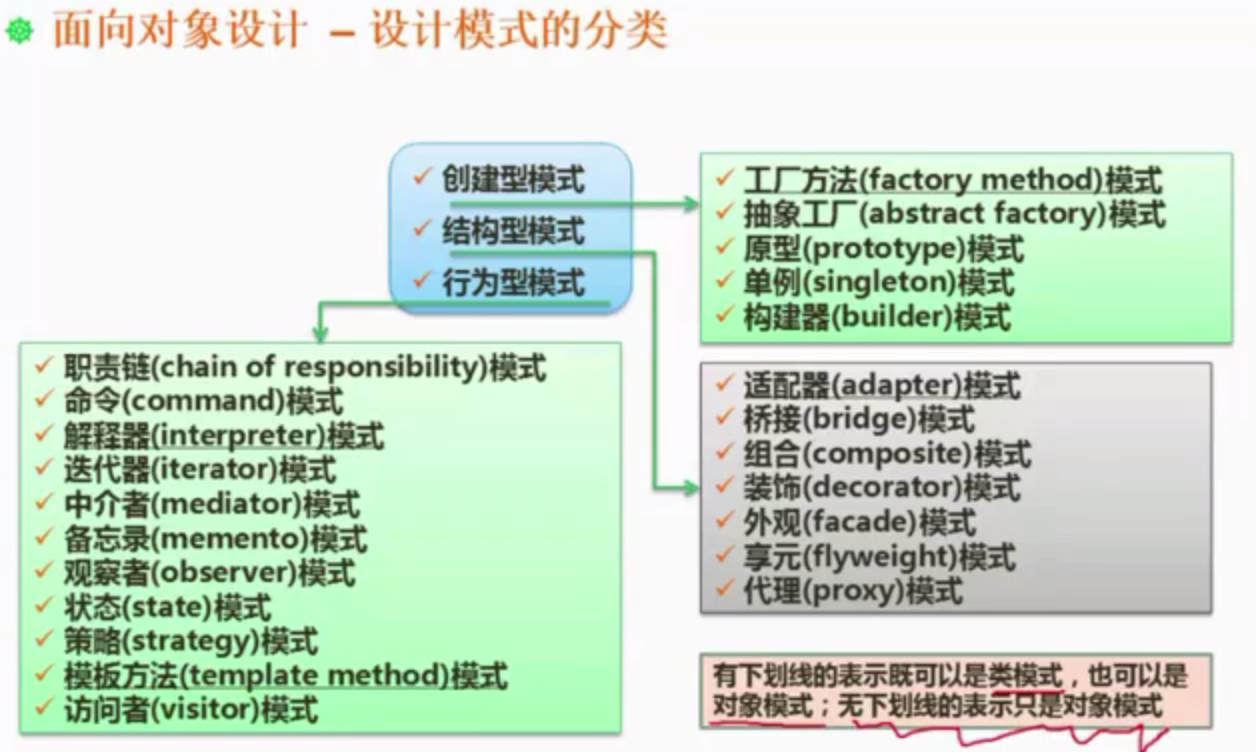 面向对象设计 – 设计模式的分类
创建型模式
结构型模式
行为型模式
工厂方法(factory method)模式
抽象工厂(abstract factory)模式
原型(prototype)模式
单例(singleton)模式
构建器(builder)模式
职责链(chain of responsibility)模式
命令(command)模式
解释器(interpreter)模式
迭代器(iterator)模式
中介者(mediator)模式
备忘录(memento)模式
观察者(observer)模式
状态(state)模式
策略(strategy)模式
模板方法(template method)模式
访问者(visitor)模式
适配器(adapter)模式
桥接(bridge)模式
组合(composite)模式
装饰(decorator)模式
外观(facade)模式
享元(flyweight)模式
代理(proxy)模式
有下划线的表示既可以是类模式，也可以是
对象模式；无下划线的表示只是对象模式